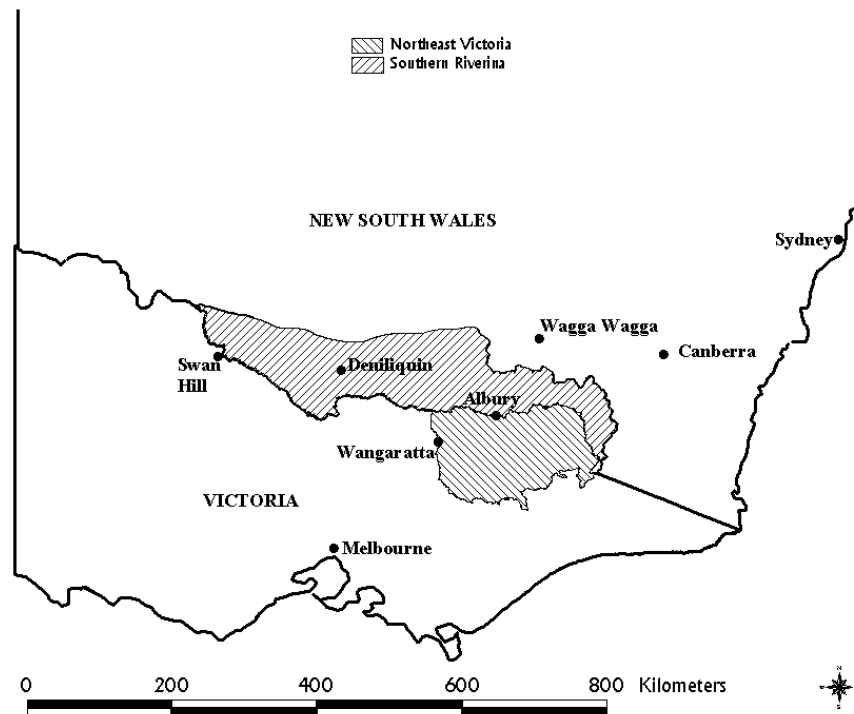 Northeast Victoria
Southern Riverina
NEW SOUTH WALES
Sydney
Wagga Wagga
Canberra
Swan
Hill
Deniliquin
Albury
Wangaratta
VICTORIA
Melbourne
0 200 400 600 800 Kilometers
N
S